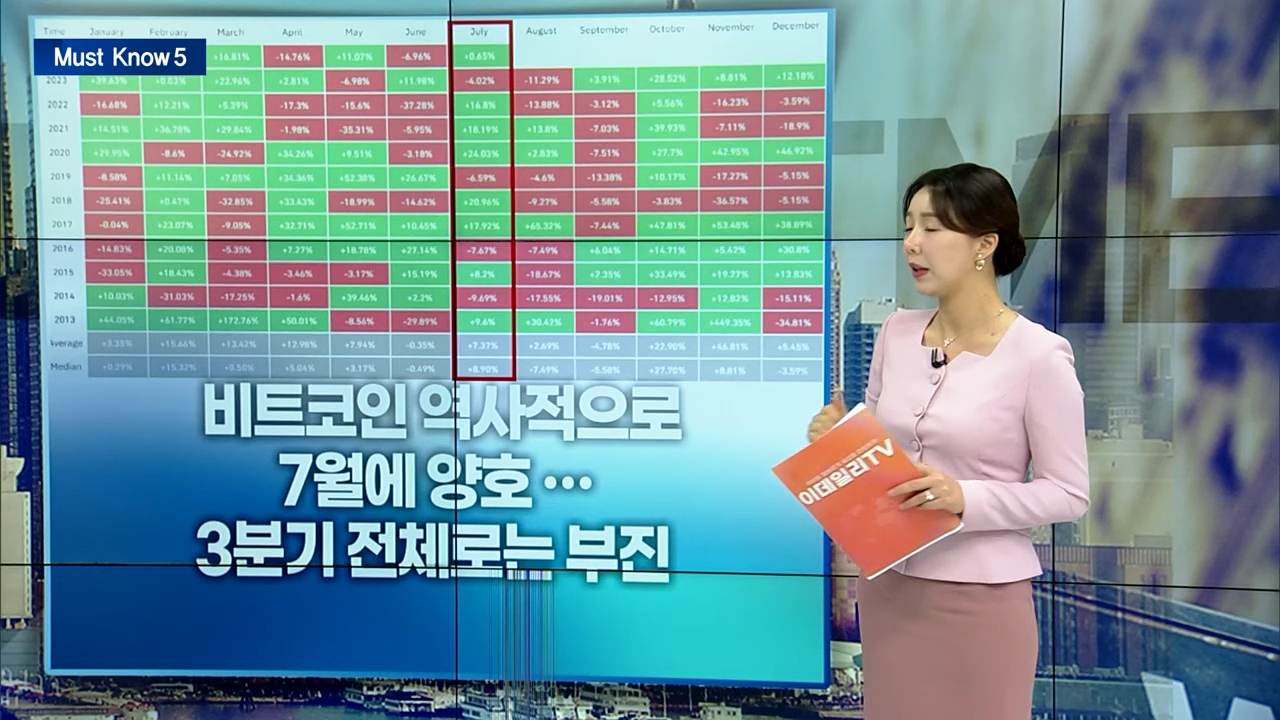 Must Know 5
Time January February March April May June July August September October November December
+16.81% -14.76% +11.07% -6.96% +0.65%
2023 +39.63% +0.03% +22.96% +2.81% -6.98% +11.98% -4.02% -11.29% +3.91% +28.52% +8.81% +12.18%
2022 -16.68% +12.21% +5.39% -17.3% -15.6% -37.28% +16.8% -13.88% -3.12% +5.56% -16.23% -3.59%
2021 +14.51% +36.78% +29.84% -1.98% -35.31% -5.95% +18.19% +13.8% -7.03% +39.93% -7.11% -18.9%
2020 +29.95% -8.6% -24.92% +34.26% +9.51% -3.18% +24.03% +2.83% -7.51% +27.7% +42.95% +46.92%
2019 -8.58% +11.14% +7.05% +34.36% +52.38% +26.67% -6.59% -4.6% -13.38% +10.17% -17.27% -5.15%
2018 -25.41% +0.47% -32.85% +33.43% -18.99% -14.62% +20.96% -9.27% -5.58% -3.83% -36.57% -5.15%
2017 -0.04% +23.07% -9.05% +32.71% +52.71% +10.45% +17.92% +65.32% -7.44% +47.81% +53.48% +38.89%
2016 -14.83% +20.08% -5.35% +7.27% +18.78% +27.14% -7.67% -7.49% +6.04% +14.71% +5.42% +30.8%
2015 -33.05% +18.43% -4.38% -3.46% -3.17% +15.19% +8.2% -18.67% +2.35% +33.49% +19.27% +13.83%
2014 +10.03% -31.03% -17.25% -1.6% +39.46% +2.2% -9.69% -17.55% -19.01% -12.95% +12.82% -15.11%
2013 +44.05% +61.77% +172.76% +50.01% -8.56% -29.89% +9.6% +30.42% -1.76% +60.79% +449.35% -34.81%
Average +3.35% +15.66% +13.42% +12.98% +7.94% -0.35% +7.37% +2.69% -4.78% +22.90% +46.81% +5.45%
Median +0.29% +15.32% +0.50% +5.04% +3.17% -0.49% +8.90% -7.49% -5.58% +27.70% +8.81% -3.59%
비트코인 역사적으로
7월에 양호…
3분기 전체로는 부진
이데일리TV